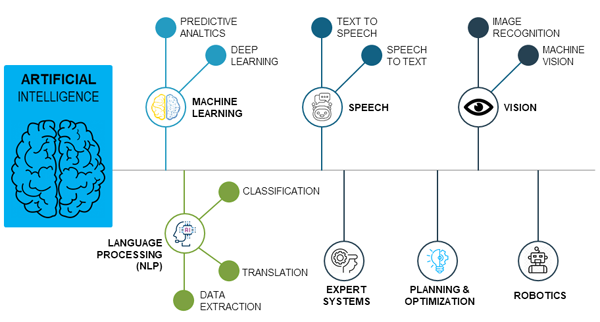 ARTIFICIAL
INTELLIGENCE
PREDICTIVE
ANALTICS
DEEP
LEARNING
MACHINE
LEARNING
TEXT TO
SPEECH
SPEECH
TO TEXT
SPEECH
IMAGE
RECOGNITION
MACHINE
VISION
VISION
CLASSIFICATION
LANGUAGE
PROCESSING
(NLP)
TRANSLATION
DATA
EXTRACTION
EXPERT
SYSTEMS
PLANNING &
OPTIMIZATION
ROBOTICS